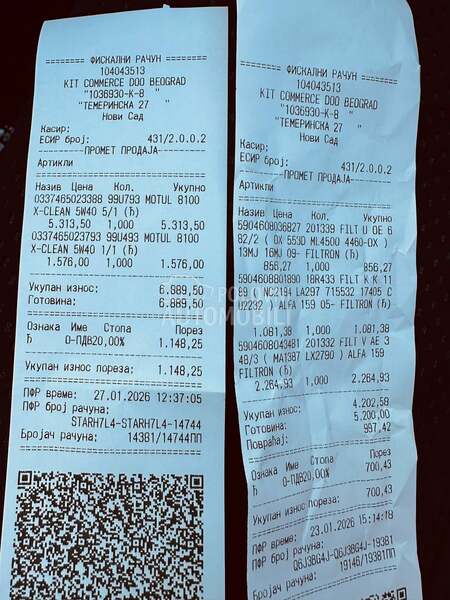 ======== ФИСКАЛНИ РАЧУН ========
104043513
KIT COMMERCE DOO BEOGRAD
"1036930-K-8 "
"ТЕМЕРИНСКА 27 "
Нови Сад
Касир:
ЕСИР број: 431/2.0.0.2
-------ПРОМЕТ ПРОДАЈА-------
Артикли
================================
Назив Цена Кол. Укупно
0337465023388 99U793 MOTUL 8100
X-CLEAN 5W40 5/1 (Ђ)
5.313,50 1,000 5.313,50
0337465023793 99U493 MOTUL 8100
X-CLEAN 5W40 1/1 (Ђ)
1.576,00 1,000 1.576,00
--------------------------------
Укупан износ: 6.889,50
Готовина: 6.889,50
================================
Ознака Име Стопа Порез
Ђ О-ПДВ 20,00% 1.148,25
--------------------------------
Укупан износ пореза: 1.148,25
================================
ПФР време: 27.01.2026 12:37:05
ПФР број рачуна:
STARH7L4-STARH7L4-14744
Бројач рачуна: 14381/14744ПП
================================
======== ФИСКАЛНИ РАЧУН ========
104043513
KIT COMMERCE DOO BEOGRAD
"1036930-K-8 "
"ТЕМЕРИНСКА 27 "
Нови Сад
Касир:
ЕСИР број: 431/2.0.0.2
-------ПРОМЕТ ПРОДАЈА-------
Артикли
================================
Назив Цена Кол. Укупно
5904608036827 201339 FILT U OE 6
82/2 ( OX 553D ML4500 4460-OX )
13MJ 16MJ 09- FILTRON (Ђ)
856,27 1,000 856,27
5904608001890 18R433 FILT K K 11
NC2194 LA297 715532 17405 C
U2232 ) ALFA 159 05- FILTRON (Ђ)
1.081,38 1,000 1.081,38
5904608043481 201332 FILT V AE 3
48/3 ( MA1387 LX2790 ) ALFA 159
FILTRON (Ђ)
2.264,93 1,000 2.264,93
--------------------------------
Укупан износ: 4.202,58
Готовина: 5.200,00
Повраћај: 997,42
================================
Ознака Име Стопа Порез
Ђ О-ПДВ 20,00% 700,43
--------------------------------
Укупан износ пореза: 700,43
================================
ПФР време: 23.01.2026 15:14:18
ПФР број рачуна:
Q6J3BG4J-Q6J3BG4J-19381
Бројач рачуна: 19146/19381ПП
================================